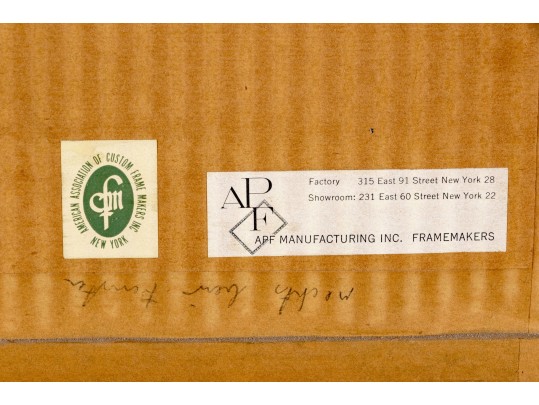 AMERICAN ASSOCIATION OF CUSTOM FRAME MAKERS INC
NEW YORK
cfm
APF
Factory 315 East 91 Street New York 28
Showroom: 231 East 60 Street New York 22
APF MANUFACTURING INC. FRAMEMAKERS